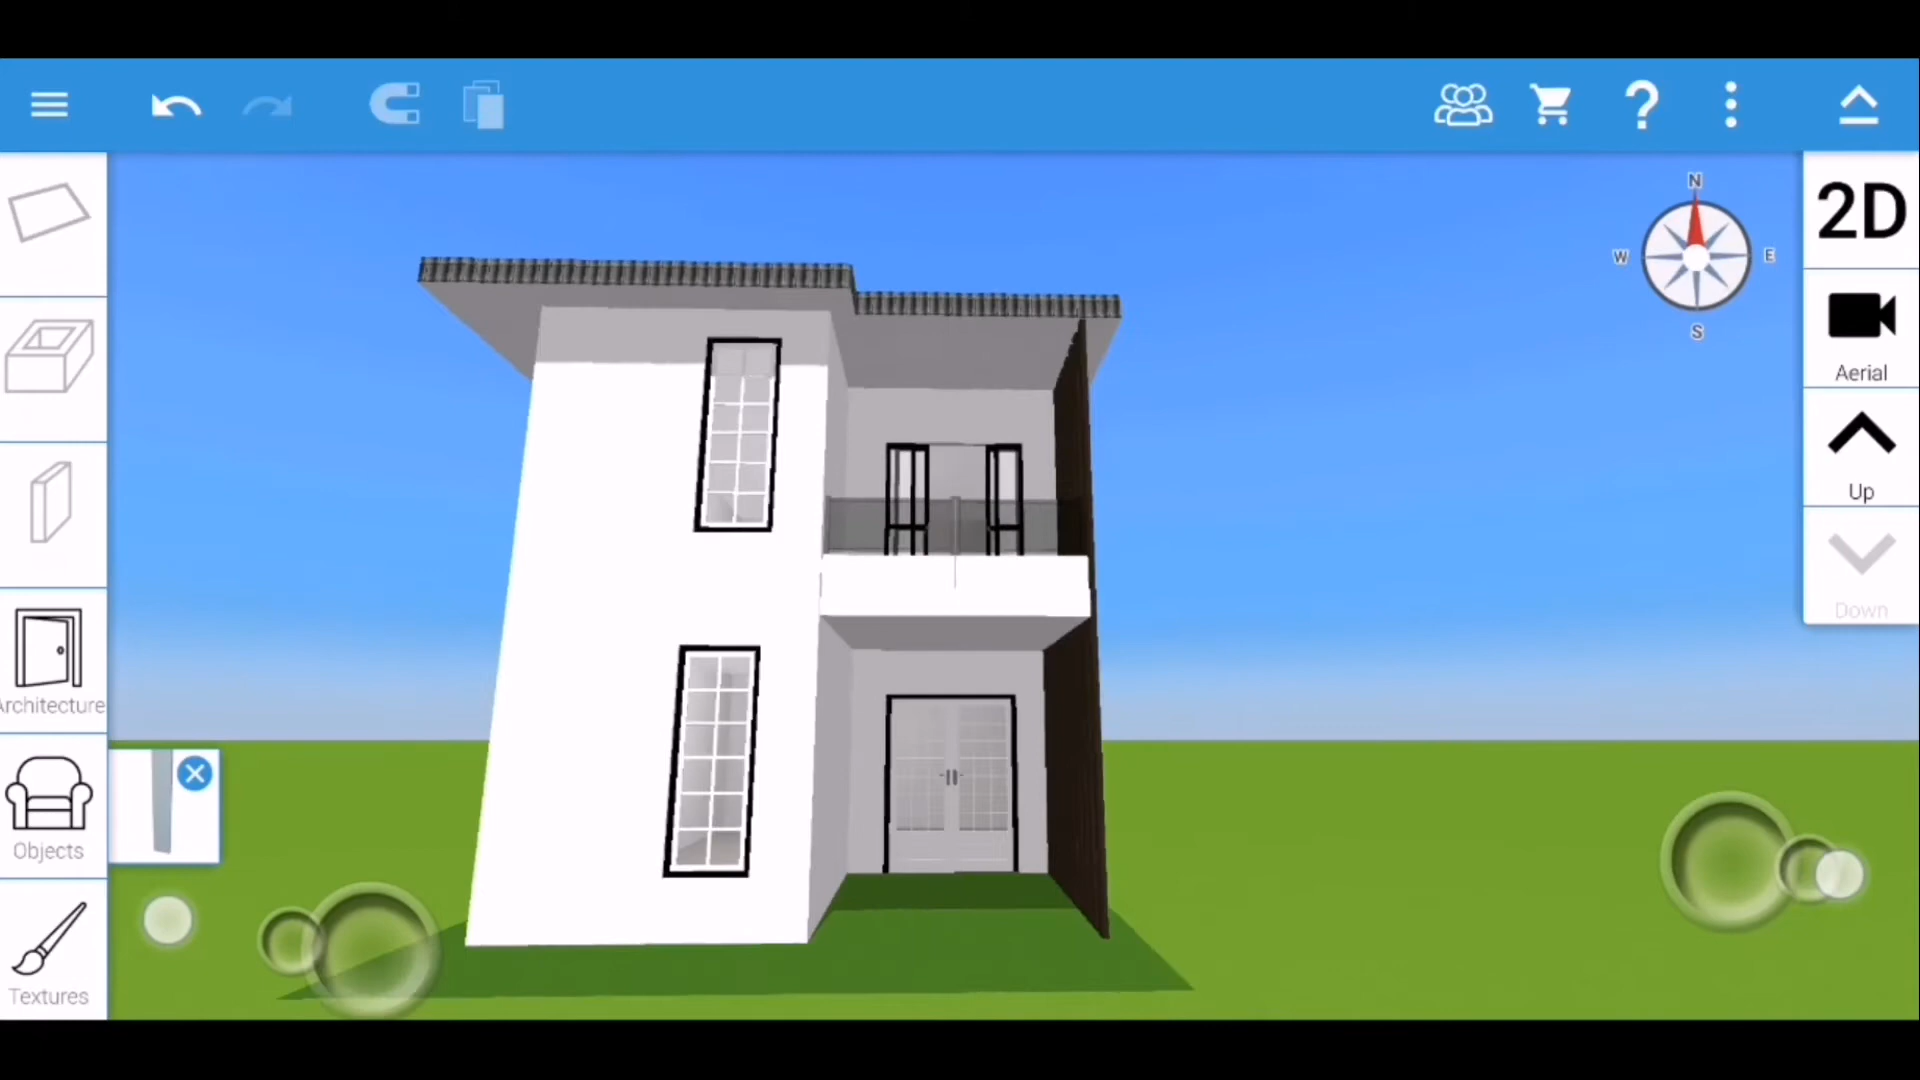 N
W
E
S
2D
Aerial
Up
Down
Architecture
Objects
Textures